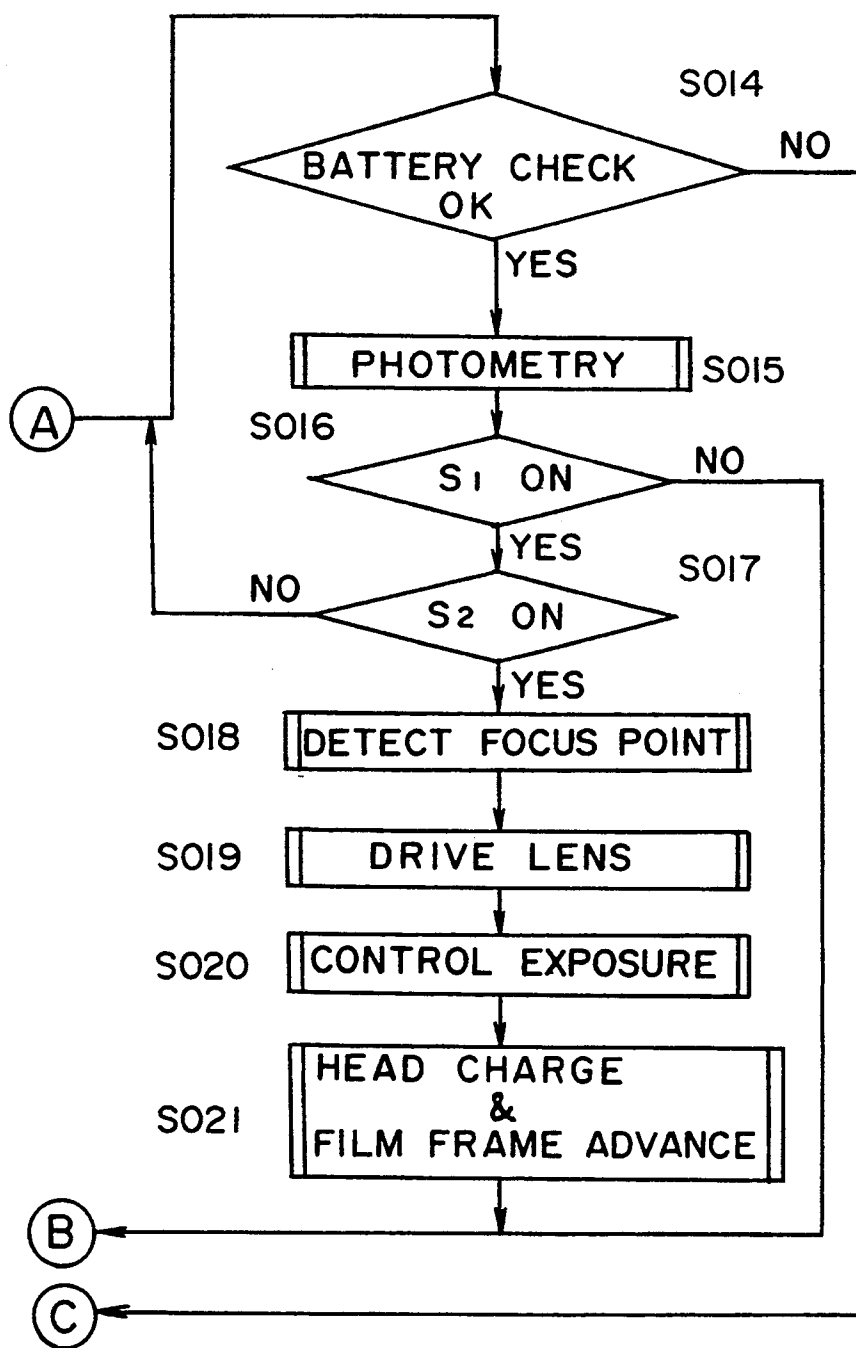 S014
BATTERY CHECK
OK
NO
YES
PHOTOMETRY
S015
A
S016
S1 ON
NO
YES
S017
NO
S2 ON
YES
S018
DETECT FOCUS POINT
S019
DRIVE LENS
S020
CONTROL EXPOSURE
S021
HEAD CHARGE
&
FILM FRAME ADVANCE
B
C